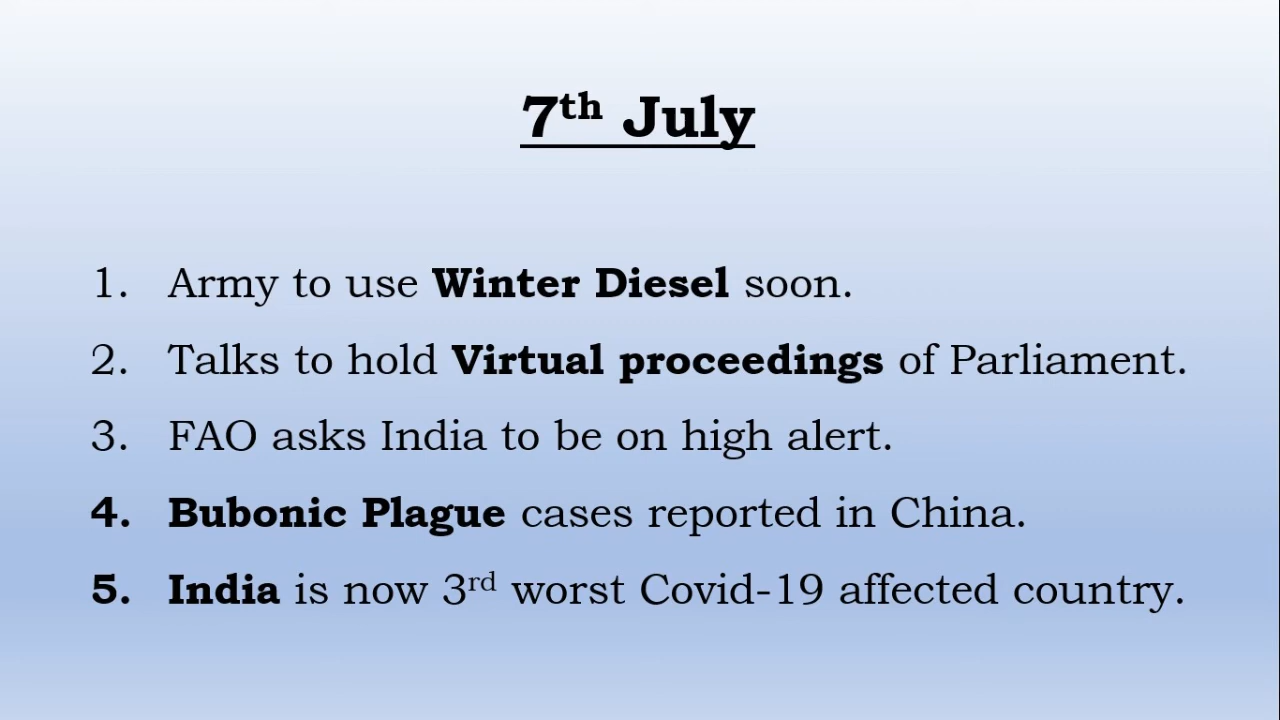 7th July
1. Army to use Winter Diesel soon.
2. Talks to hold Virtual proceedings of Parliament.
3. FAO asks India to be on high alert.
4. Bubonic Plague cases reported in China.
5. India is now 3rd worst Covid-19 affected country.